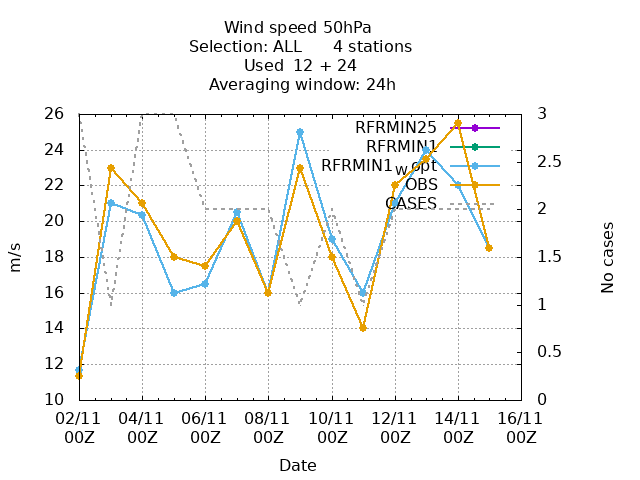 Wind speed 50hPa
Selection: ALL 4 stations
Used 12 + 24
Averaging window: 24h
26 3
RFRMIN25
RFRMIN1
24 2.5
RFRMIN1wopt
22 OBS
CASES 2
20
18 1.5
16
14 1
12 0.5
10 0
m/s
No cases
02/11 04/11 06/11 08/11 10/11 12/11 14/11 16/11
00Z 00Z 00Z 00Z 00Z 00Z 00Z 00Z
Date